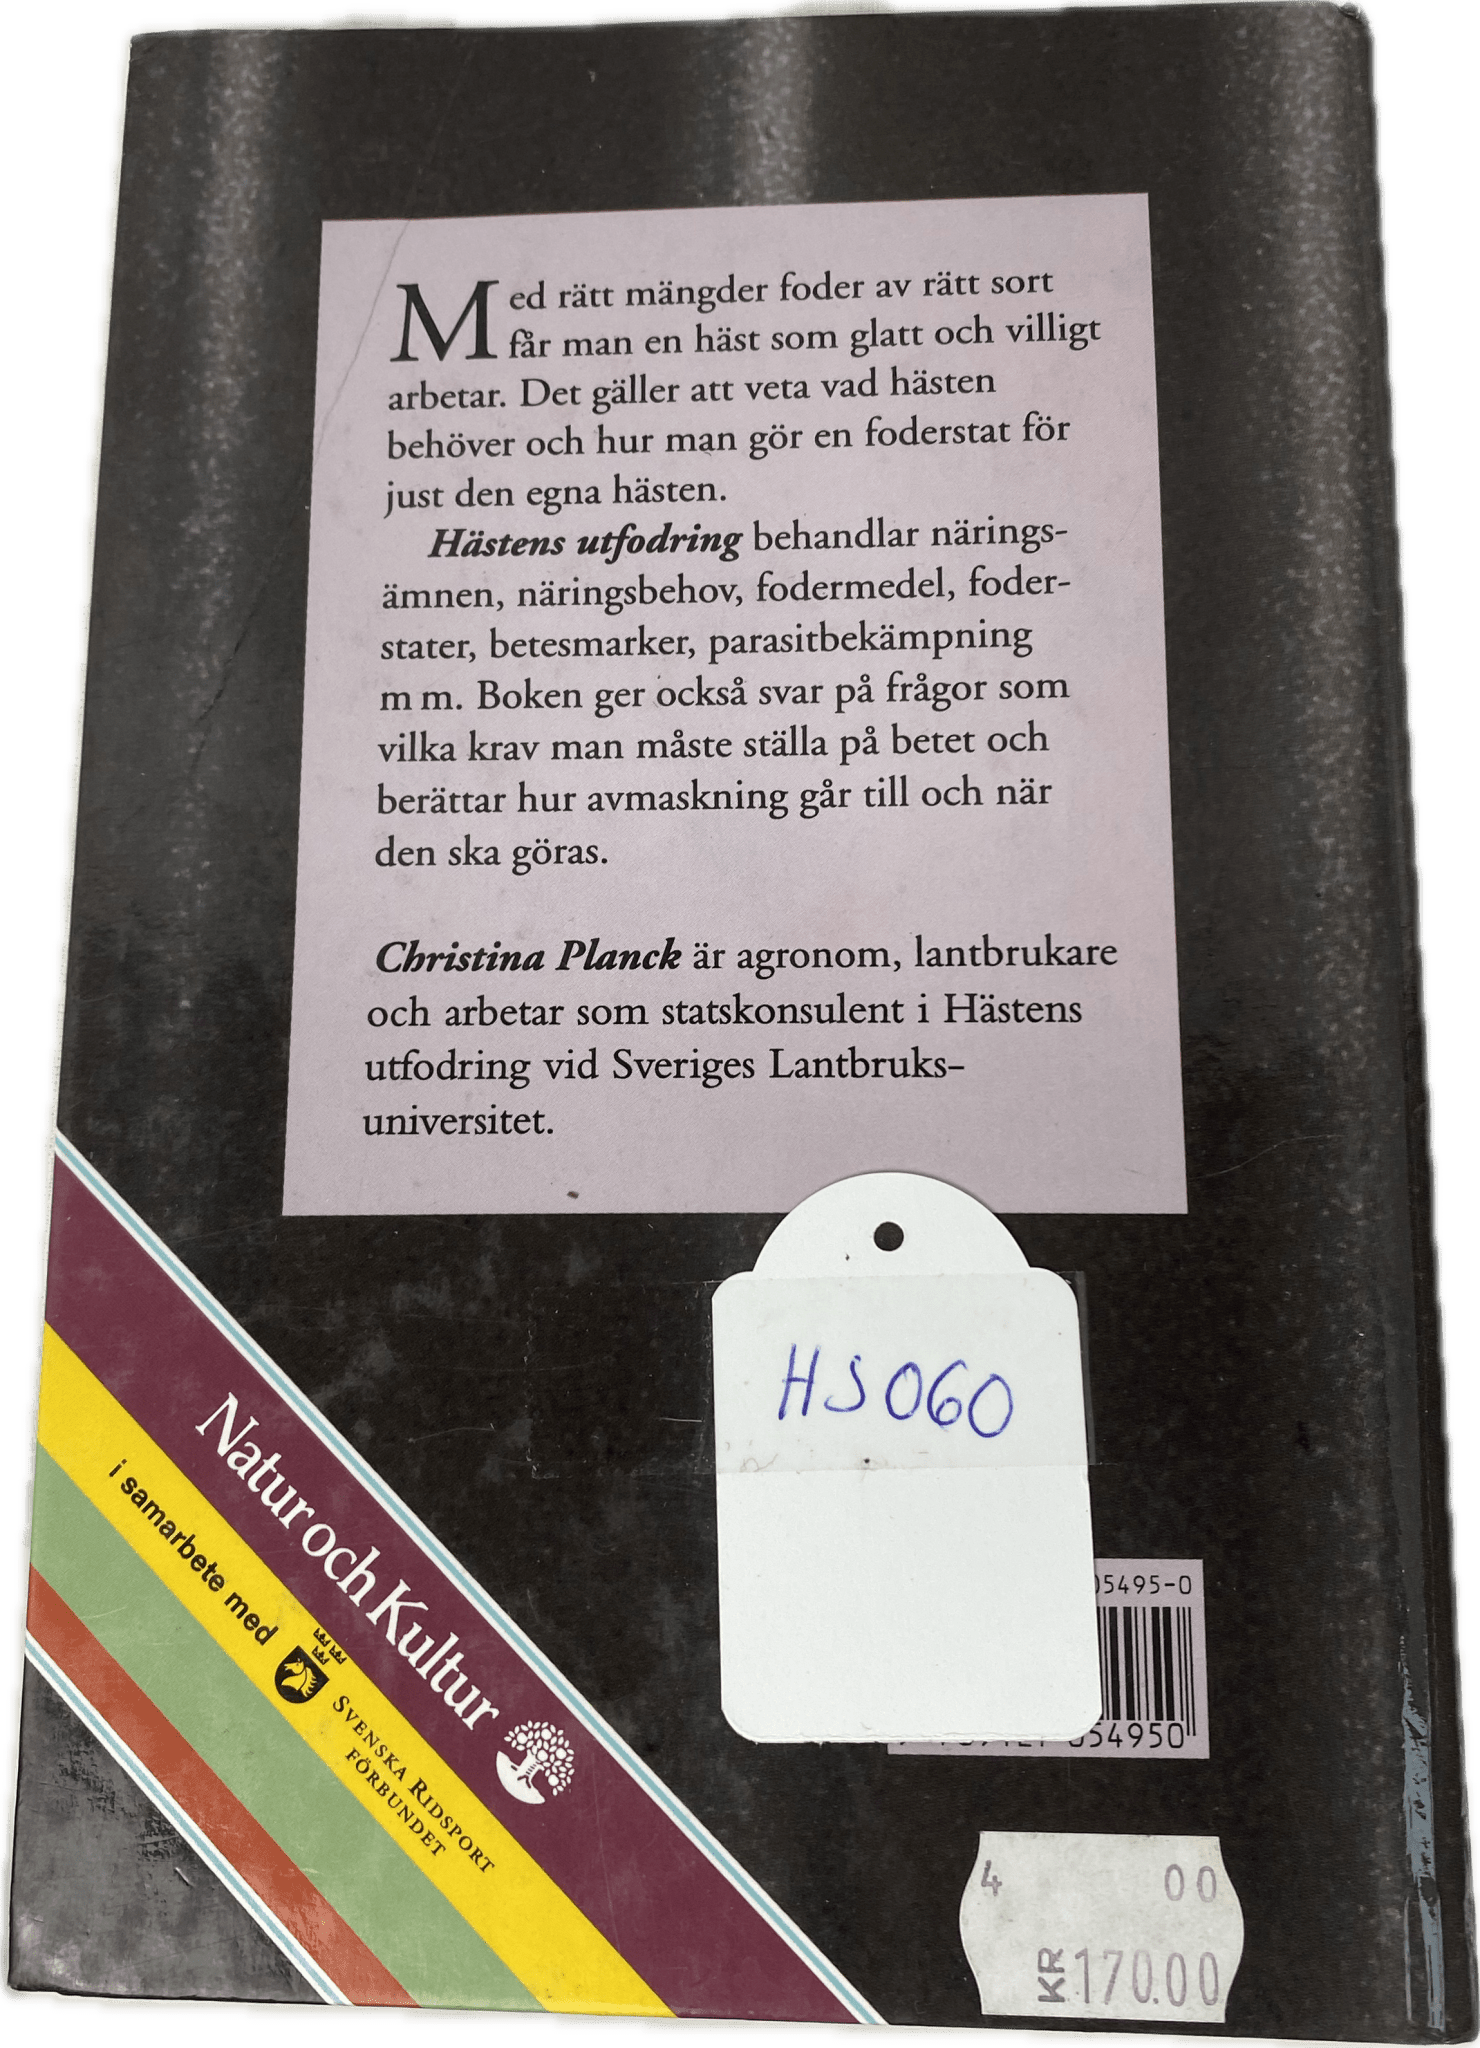 Med rätt mängder foder av rätt sort
får man en häst som glatt och villigt
arbetar. Det gäller att veta vad hästen
behöver och hur man gör en foderstat för
just den egna hästen.
Hästens utfodring behandlar närings-
ämnen, näringsbehov, fodermedel, foder-
stater, betesmarker, parasitbekämpning
m m. Boken ger också svar på frågor som
vilka krav man måste ställa på betet och
berättar hur avmaskning går till och när
den ska göras.
Christina Planck är agronom, lantbrukare
och arbetar som statskonsulent i Hästens
utfodring vid Sveriges Lantbruks-
universitet.
HS060
Natur och Kultur
i samarbete med
SVENSKA RIDSPORT
FÖRBUNDET
05495-0
054950
4 00
KR 170.00